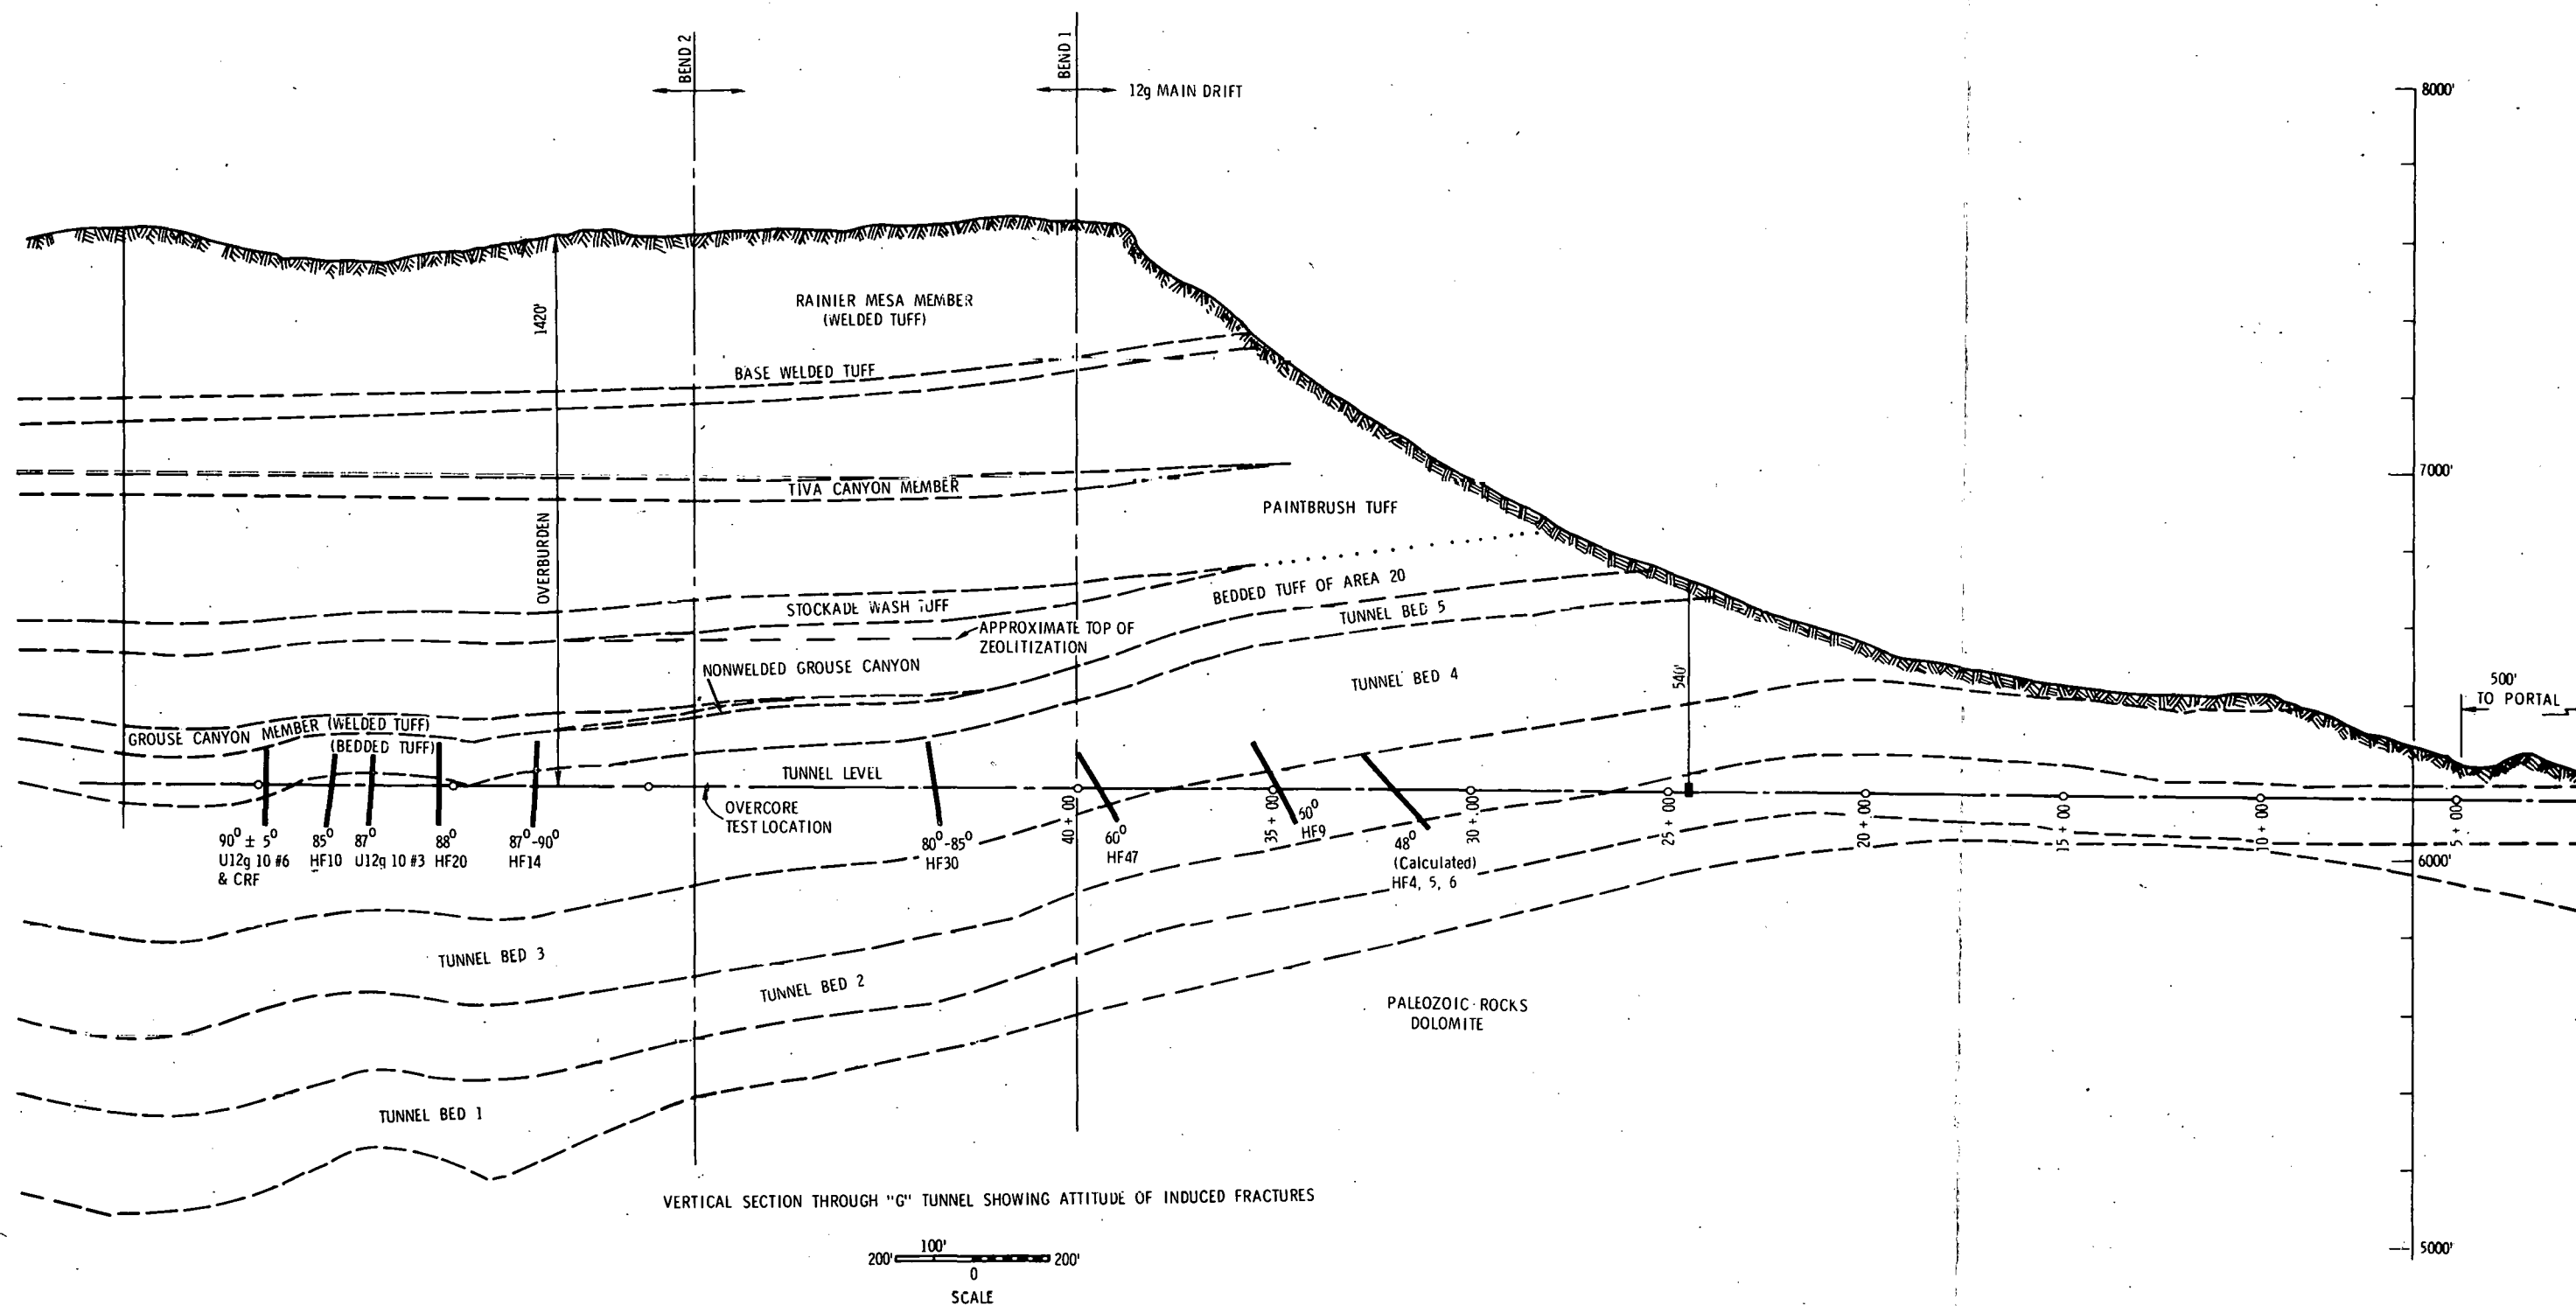 BEND 2
BEND 1
12g MAIN DRIFT
8000'
RAINIER MESA MEMBER
(WELDED TUFF)
1420'
BASE WELDED TUFF
7000'
TIVA CANYON MEMBER
PAINTBRUSH TUFF
OVERBURDEN
STOCKADE WASH TUFF
BEDDED TUFF OF AREA 20
TUNNEL BED 5
APPROXIMATE TOP OF
ZEOLITIZATION
NONWELDED GROUSE CANYON
TUNNEL BED 4
540'
500'
TO PORTAL
GROUSE CANYON MEMBER (WELDED TUFF)
(BEDDED TUFF)
TUNNEL LEVEL
OVERCORE
TEST LOCATION
40 + 00
35 + 00
30 + 00
25 + 00
20 + 00
15 + 00
10 + 00
5 + 00
90° ± 5°
U12g 10 #6
& CRF
85°
HF10
87°
U12g 10 #3
88°
HF20
87°-90°
HF14
80°-85°
HF30
60°
HF47
50°
HF9
48°
(Calculated)
HF4, 5, 6
6000'
TUNNEL BED 3
TUNNEL BED 2
PALEOZOIC ROCKS
DOLOMITE
TUNNEL BED 1
VERTICAL SECTION THROUGH "G" TUNNEL SHOWING ATTITUDE OF INDUCED FRACTURES
5000'
100'
200' 200'
0
SCALE